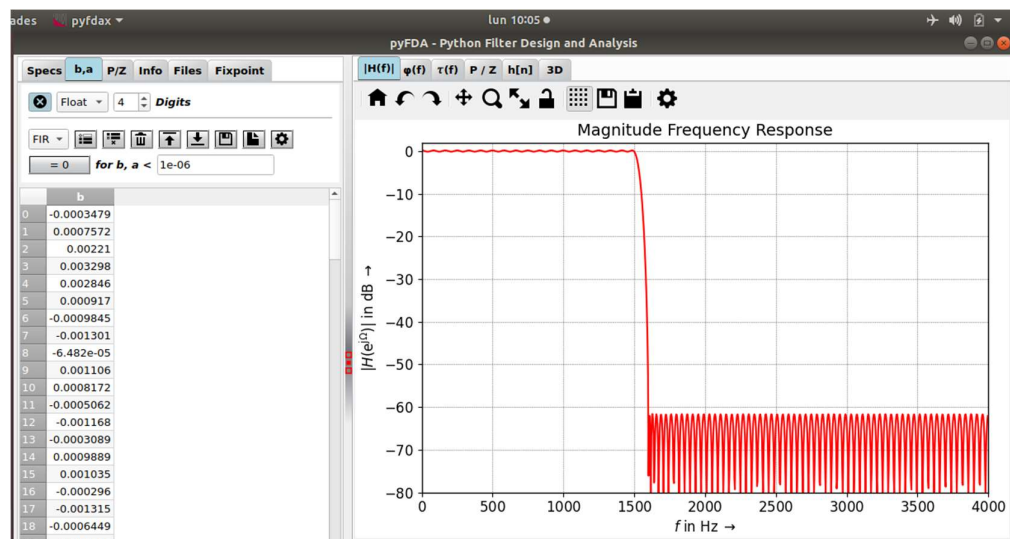 ades pyfdax lun 10:05
pyFDA - Python Filter Design and Analysis
Specs b,a P/Z Info Files Fixpoint
Float 4 Digits
FIR
= 0 for b, a < 1e-06
b
0 -0.0003479
1 0.0007572
2 0.00221
3 0.003298
4 0.002846
5 0.000917
6 -0.0009845
7 -0.001301
8 -6.482e-05
9 0.001106
10 0.0008172
11 -0.0005062
12 -0.001168
13 -0.0003089
14 0.0009889
15 0.001035
16 -0.000296
17 -0.001315
18 -0.0006449
|H(f)| φ(f) τ(f) P / Z h[n] 3D
Magnitude Frequency Response
|H(e^jΩ)| in dB →
0
−10
−20
−30
−40
−50
−60
−70
−80
0 500 1000 1500 2000 2500 3000 3500 4000
f in Hz →